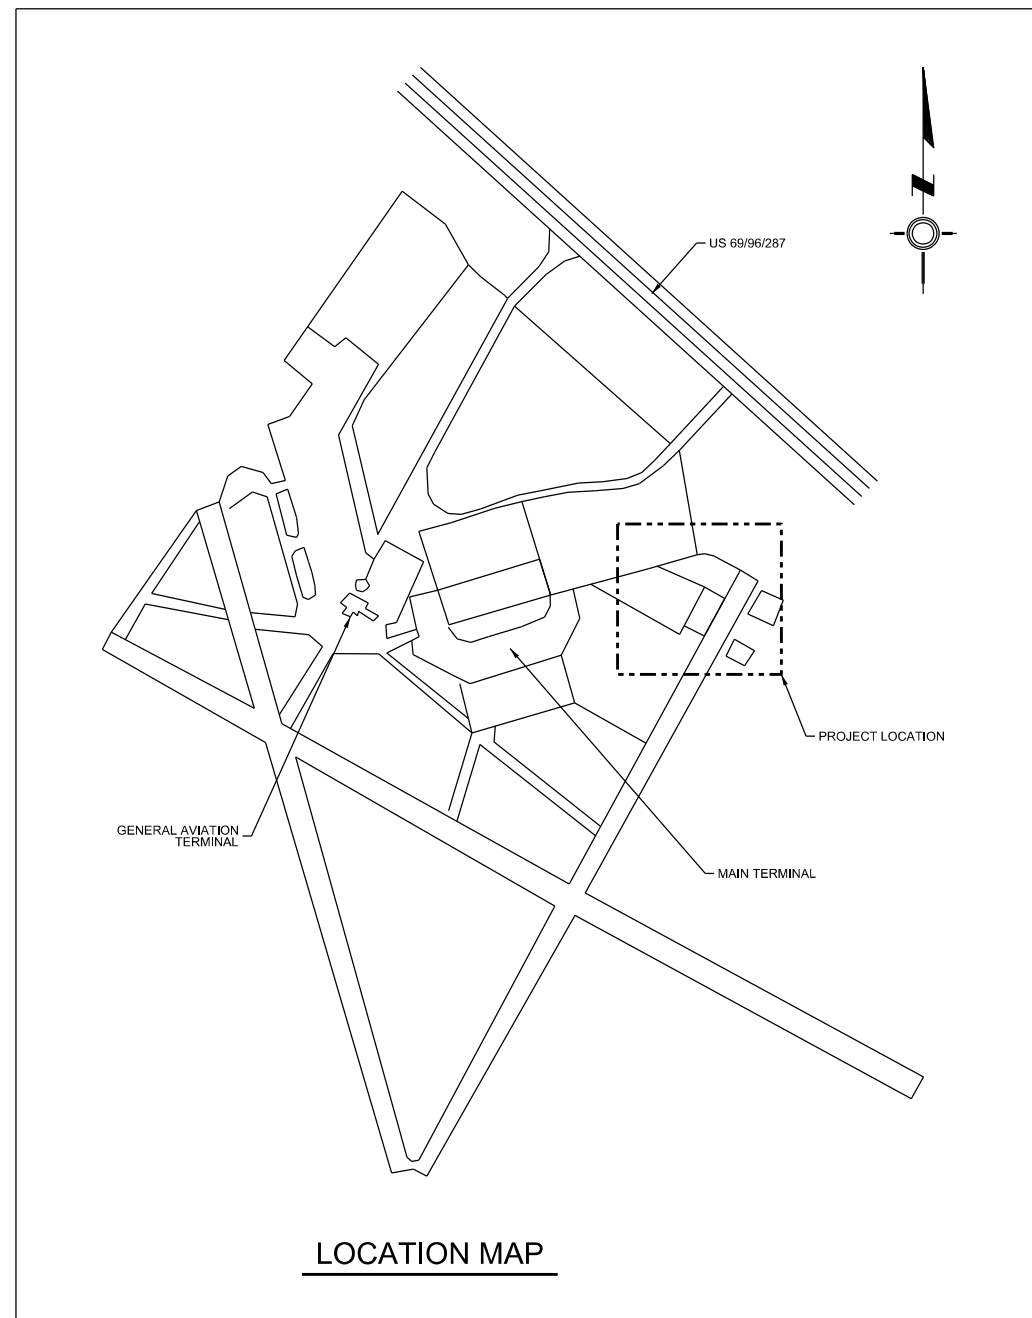 N
US 69/96/287
PROJECT LOCATION
GENERAL AVIATION
TERMINAL
MAIN TERMINAL
LOCATION MAP